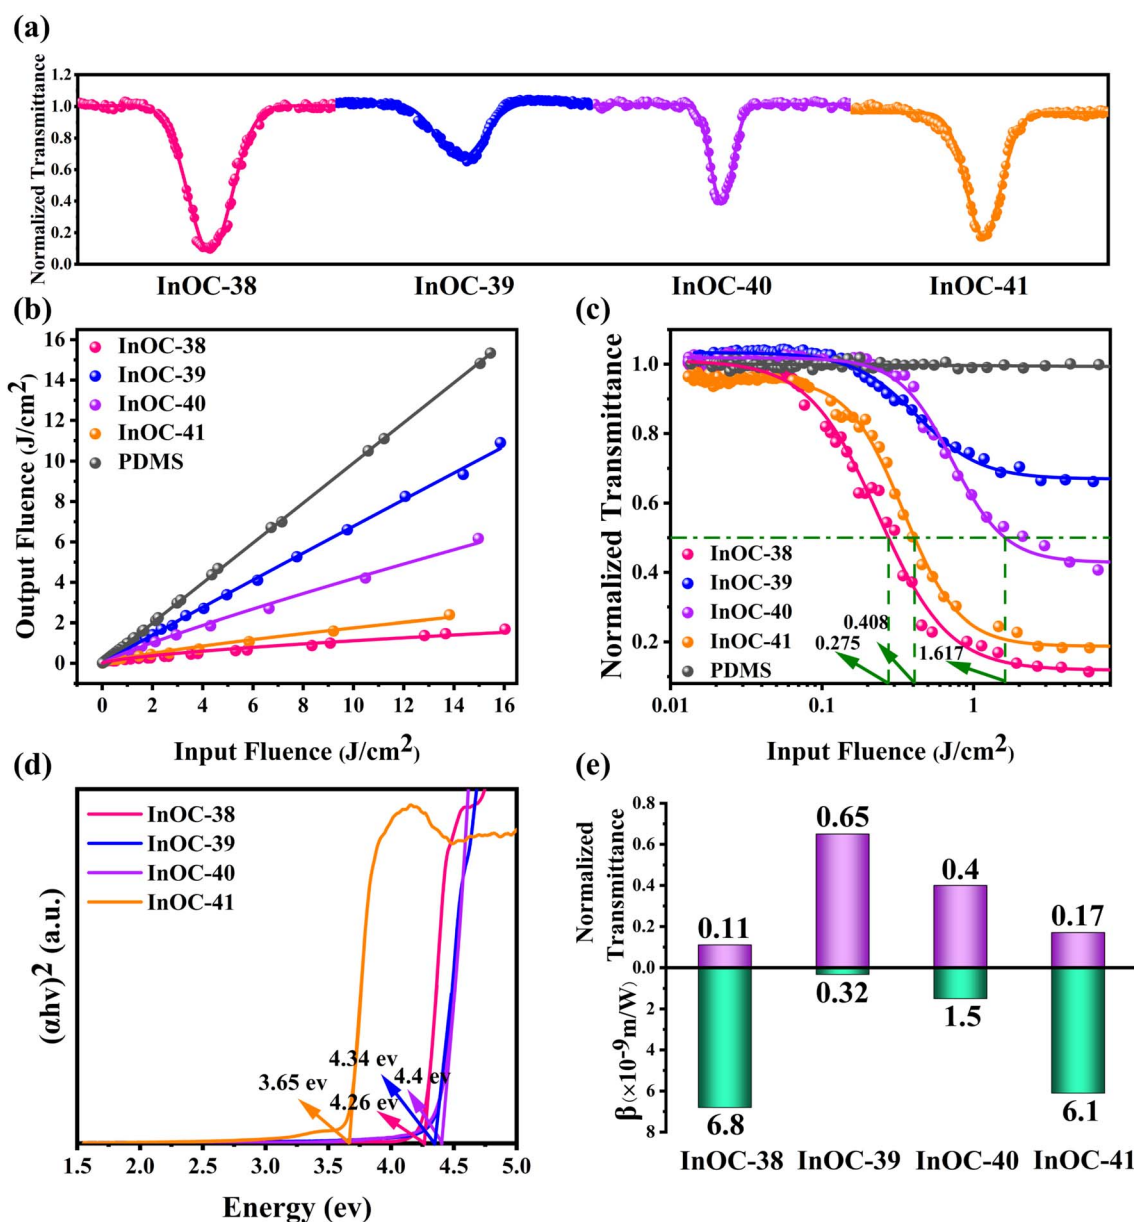 (a)
Normalized Transmittance
1.2
1.0
0.8
0.6
0.4
0.2
0.0
InOC-38
InOC-39
InOC-40
InOC-41
(b)
Output Fluence (J/cm²)
16
14
12
10
8
6
4
2
0
InOC-38
InOC-39
InOC-40
InOC-41
PDMS
0 2 4 6 8 10 12 14 16
Input Fluence (J/cm²)
(c)
Normalized Transmittance
1.0
0.8
0.6
0.4
0.2
InOC-38
InOC-39
InOC-40
InOC-41
PDMS
0.408
0.275
1.617
0.01 0.1 1
Input Fluence (J/cm²)
(d)
(αhv)² (a.u.)
InOC-38
InOC-39
InOC-40
InOC-41
4.34 ev
3.65 ev
4.4 ev
4.26 ev
1.5 2.0 2.5 3.0 3.5 4.0 4.5 5.0
Energy (ev)
(e)
Normalized
Transmittance
0.8
0.6
0.4
0.2
0.0
β (×10⁻⁹m/W)
2
4
6
8
0.65
0.4
0.11
0.17
0.32
1.5
6.8
6.1
InOC-38 InOC-39 InOC-40 InOC-41